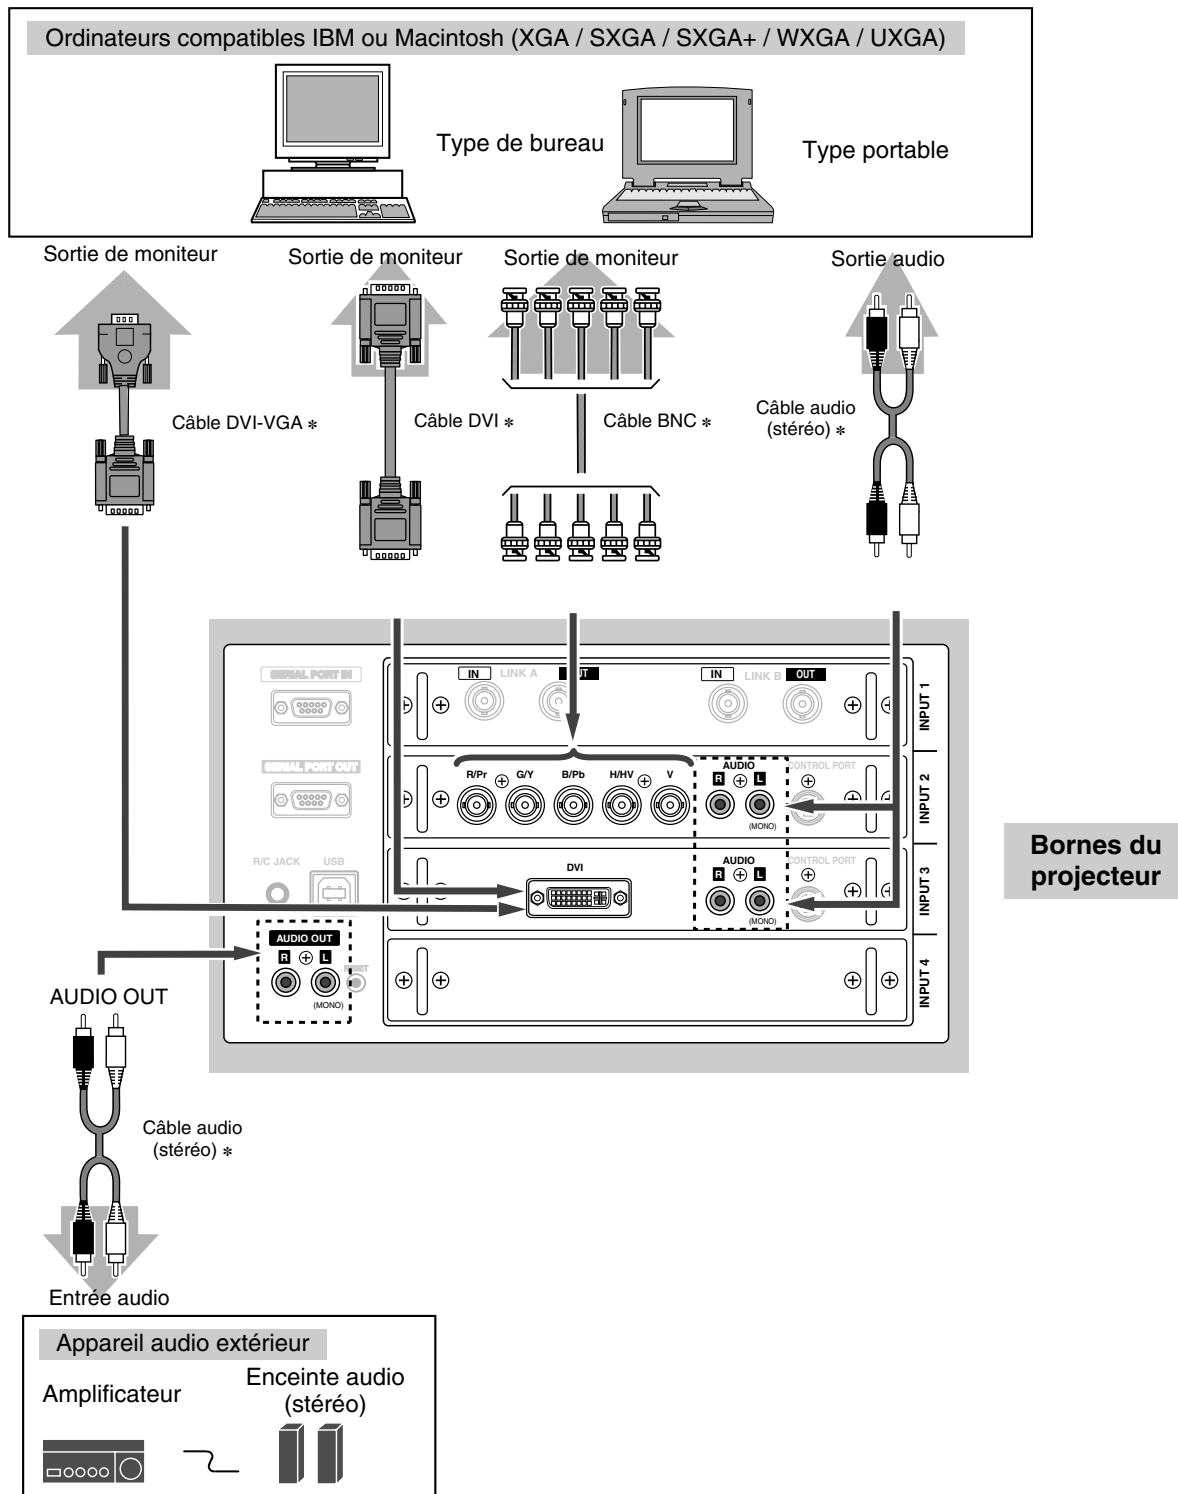 Ordinateurs compatibles IBM ou Macintosh (XGA / SXGA / SXGA+ / WXGA / UXGA)
Type de bureau
Type portable
Sortie de moniteur
Sortie de moniteur
Sortie de moniteur
Sortie audio
Câble DVI-VGA *
Câble DVI *
Câble BNC *
Câble audio
(stéréo) *
SERIAL PORT IN
IN
LINK A
OUT
IN
LINK B
OUT
INPUT 1
SERIAL PORT OUT
R/Pr
G/Y
B/Pb
H/HV
V
AUDIO
R
L
(MONO)
CONTROL PORT
INPUT 2
R/C JACK
USB
DVI
AUDIO
R
L
(MONO)
CONTROL PORT
INPUT 3
Bornes du
projecteur
AUDIO OUT
R
L
(MONO)
RESET
INPUT 4
AUDIO OUT
Câble audio
(stéréo) *
Entrée audio
Appareil audio extérieur
Amplificateur
Enceinte audio
(stéréo)